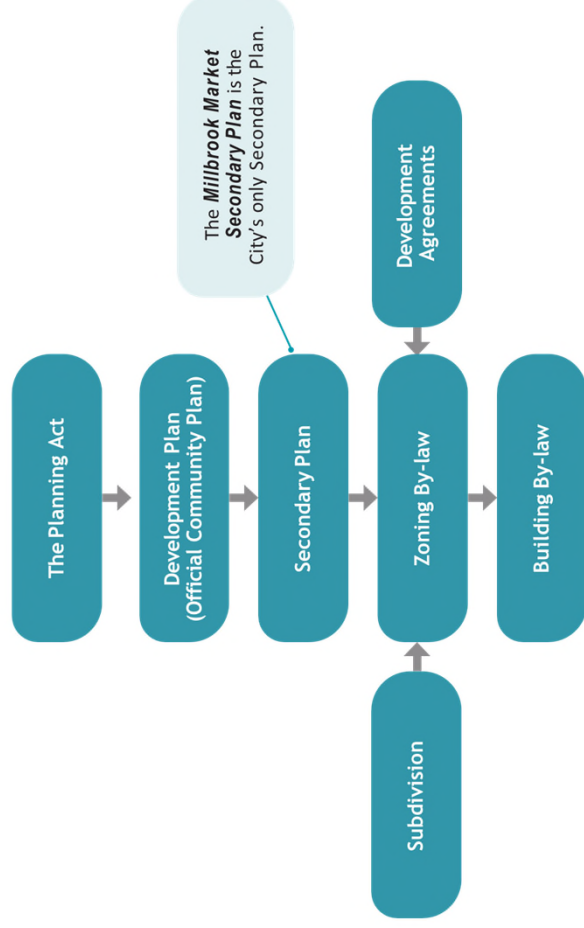 The Planning Act
Development Plan
(Official Community Plan)
Secondary Plan
The Millbrook Market
Secondary Plan is the
City's only Secondary Plan.
Subdivision
Zoning By-law
Development
Agreements
Building By-law